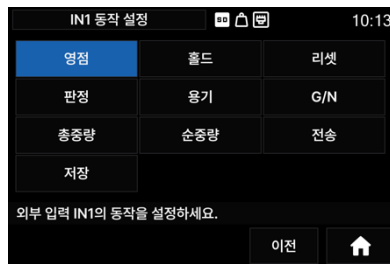 IN1 동작 설정 SD 10:13
영점 홀드 리셋
판정 용기 G/N
총중량 순중량 전송
저장
외부 입력 IN1의 동작을 설정하세요.
이전